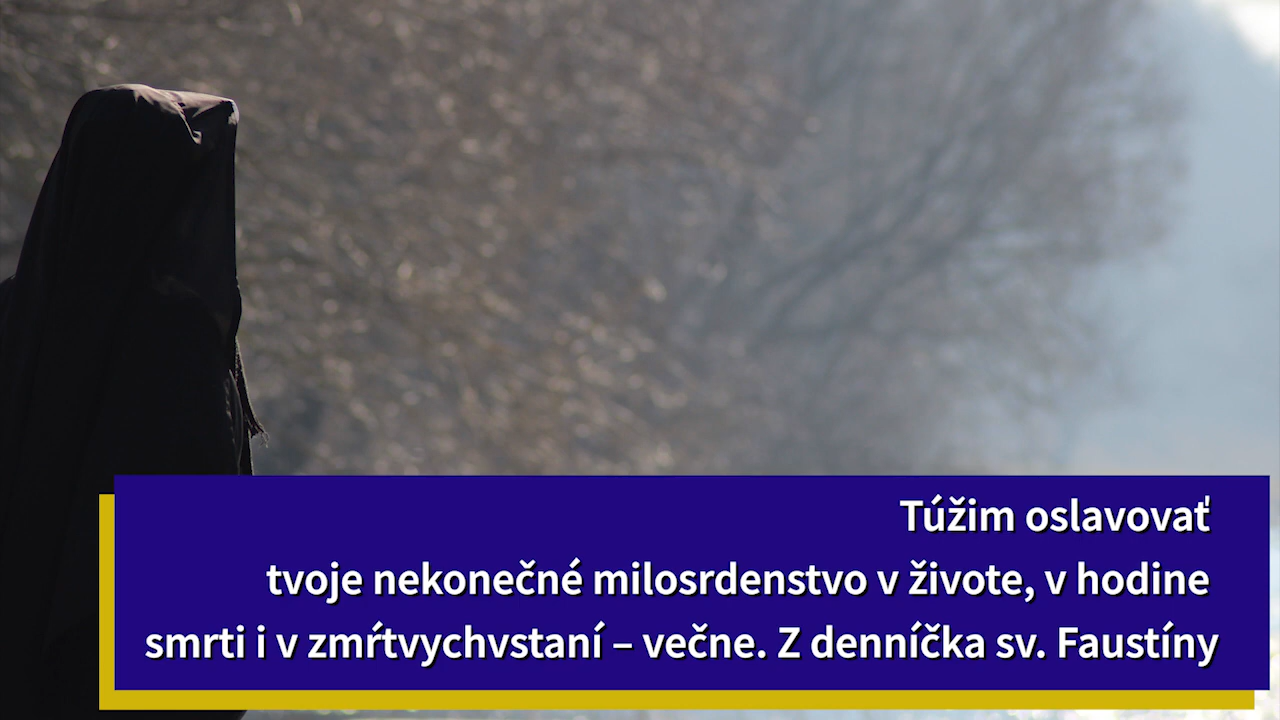 Túžim oslavovať
tvoje nekonečné milosrdenstvo v živote, v hodine
smrti i v zmŕtvychvstaní – večne. Z denníčka sv. Faustíny